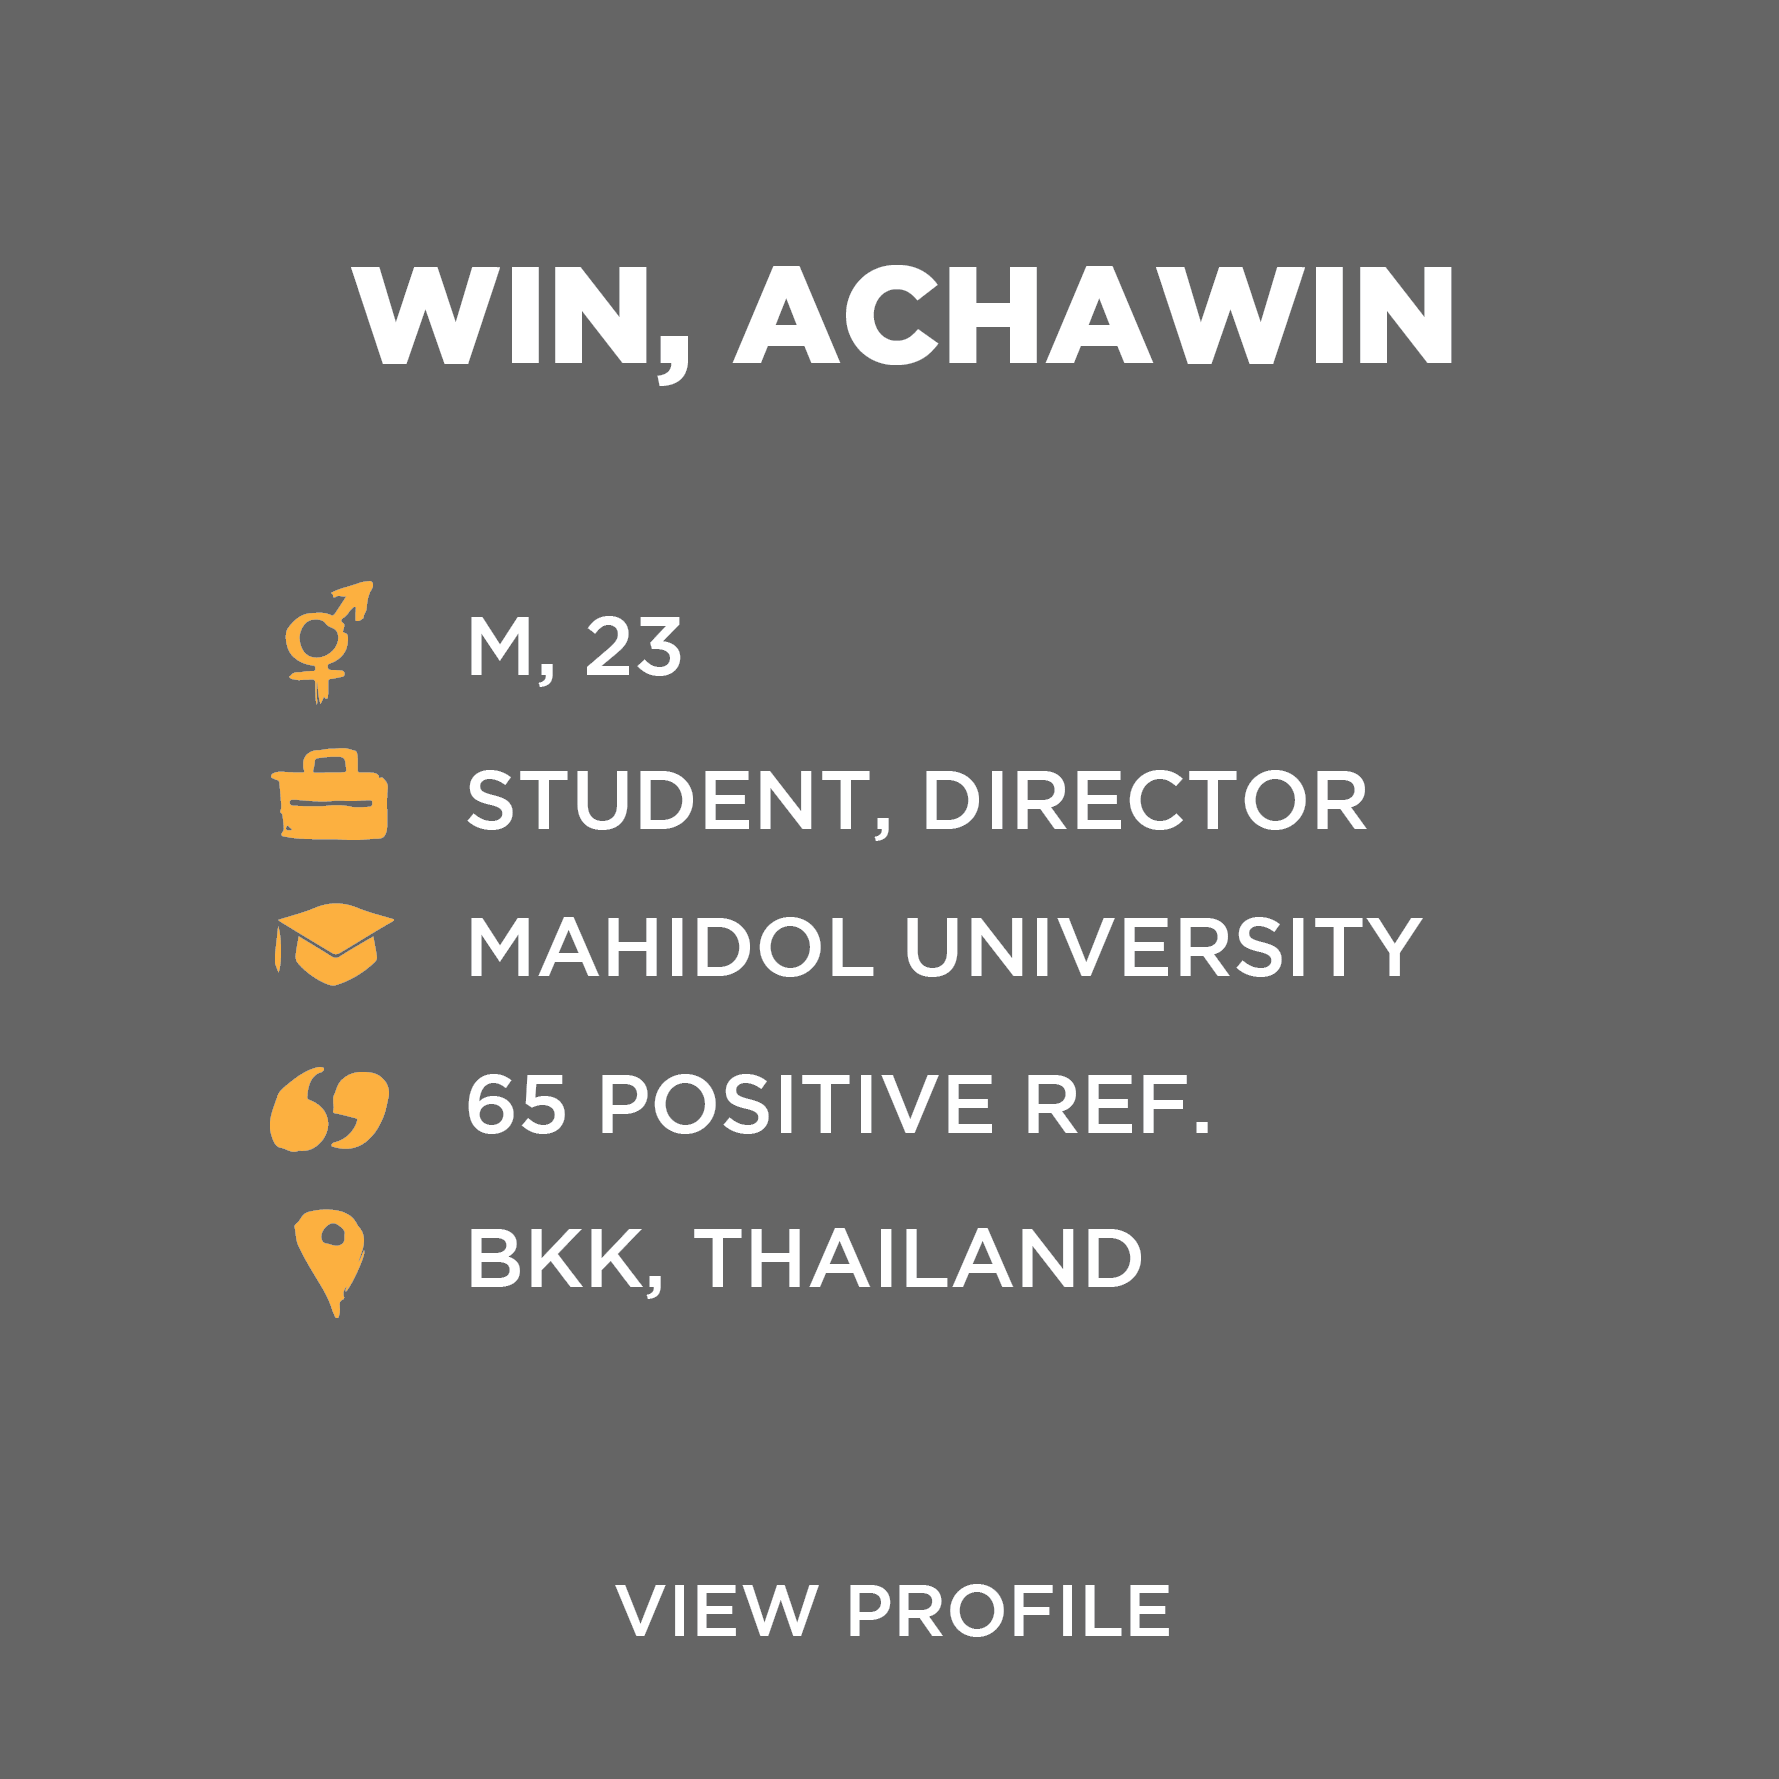 WIN, ACHAWIN
M, 23
STUDENT, DIRECTOR
MAHIDOL UNIVERSITY
65 POSITIVE REF.
BKK, THAILAND
VIEW PROFILE